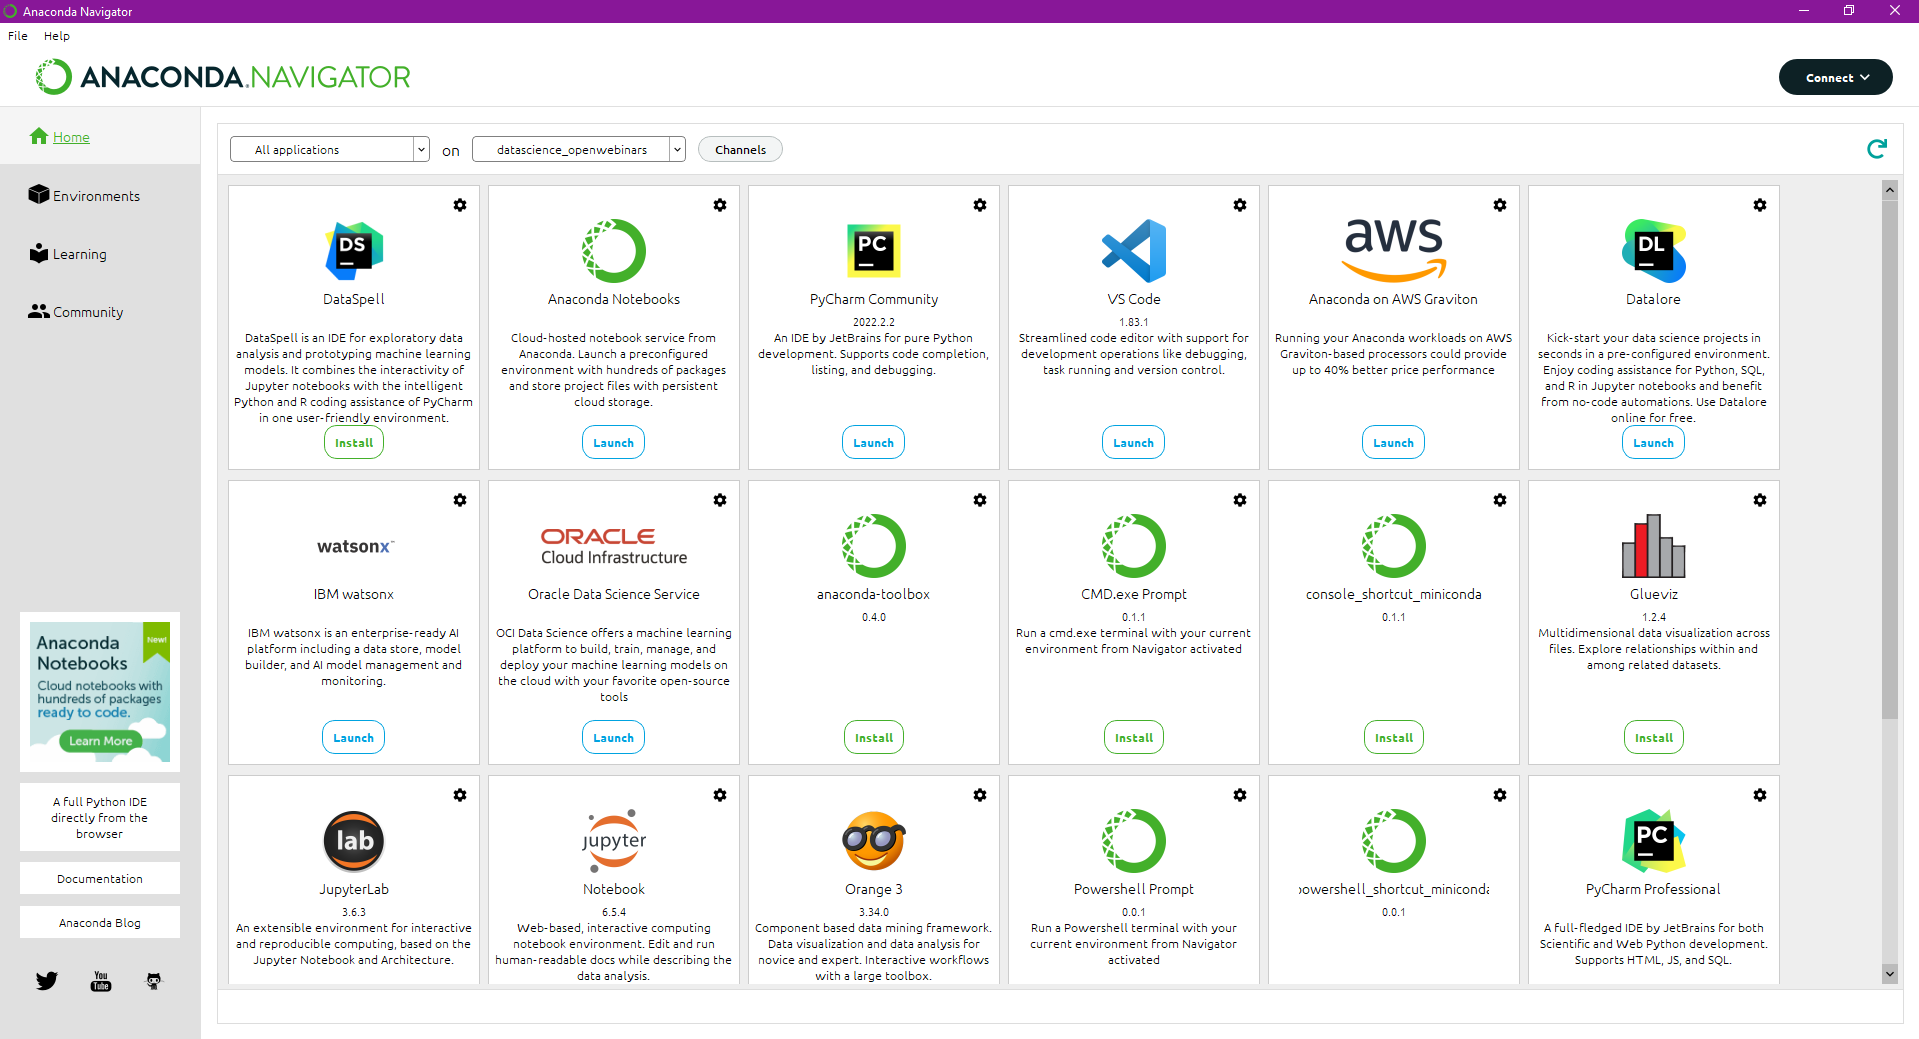 Anaconda Navigator
File Help
ANACONDA.NAVIGATOR
Connect
Home
Environments
Learning
Community
Anaconda
Notebooks
New!
Cloud notebooks with
hundreds of packages
ready to code.
Learn More
A full Python IDE
directly from the
browser
Documentation
Anaconda Blog
You
Tube
All applications on datascience_openwebinars Channels
DS
DataSpell
DataSpell is an IDE for exploratory data
analysis and prototyping machine learning
models. It combines the interactivity of
Jupyter notebooks with the intelligent
Python and R coding assistance of PyCharm
in one user-friendly environment.
Install
Anaconda Notebooks
Cloud-hosted notebook service from
Anaconda. Launch a preconfigured
environment with hundreds of packages
and store project files with persistent
cloud storage.
Launch
PC
PyCharm Community
2022.2.2
An IDE by JetBrains for pure Python
development. Supports code completion,
listing, and debugging.
Launch
VS Code
1.83.1
Streamlined code editor with support for
development operations like debugging,
task running and version control.
Launch
aws
Anaconda on AWS Graviton
Running your Anaconda workloads on AWS
Graviton-based processors could provide
up to 40% better price performance
Launch
DL
Datalore
Kick-start your data science projects in
seconds in a pre-configured environment.
Enjoy coding assistance for Python, SQL,
and R in Jupyter notebooks and benefit
from no-code automations. Use Datalore
online for free.
Launch
watsonx™
IBM watsonx
IBM watsonx is an enterprise-ready AI
platform including a data store, model
builder, and AI model management and
monitoring.
Launch
ORACLE
Cloud Infrastructure
Oracle Data Science Service
OCI Data Science offers a machine learning
platform to build, train, manage, and
deploy your machine learning models on
the cloud with your favorite open-source
tools
Launch
anaconda-toolbox
0.4.0
Install
CMD.exe Prompt
0.1.1
Run a cmd.exe terminal with your current
environment from Navigator activated
Install
console_shortcut_miniconda
0.1.1
Install
Glueviz
1.2.4
Multidimensional data visualization across
files. Explore relationships within and
among related datasets.
Install
lab
JupyterLab
3.6.3
An extensible environment for interactive
and reproducible computing, based on the
Jupyter Notebook and Architecture.
jupyter
Notebook
6.5.4
Web-based, interactive computing
notebook environment. Edit and run
human-readable docs while describing the
data analysis.
Orange 3
3.34.0
Component based data mining framework.
Data visualization and data analysis for
novice and expert. Interactive workflows
with a large toolbox.
Powershell Prompt
0.0.1
Run a Powershell terminal with your
current environment from Navigator
activated
powershell_shortcut_miniconda
0.0.1
PC
PyCharm Professional
A full-fledged IDE by JetBrains for both
Scientific and Web Python development.
Supports HTML, JS, and SQL.